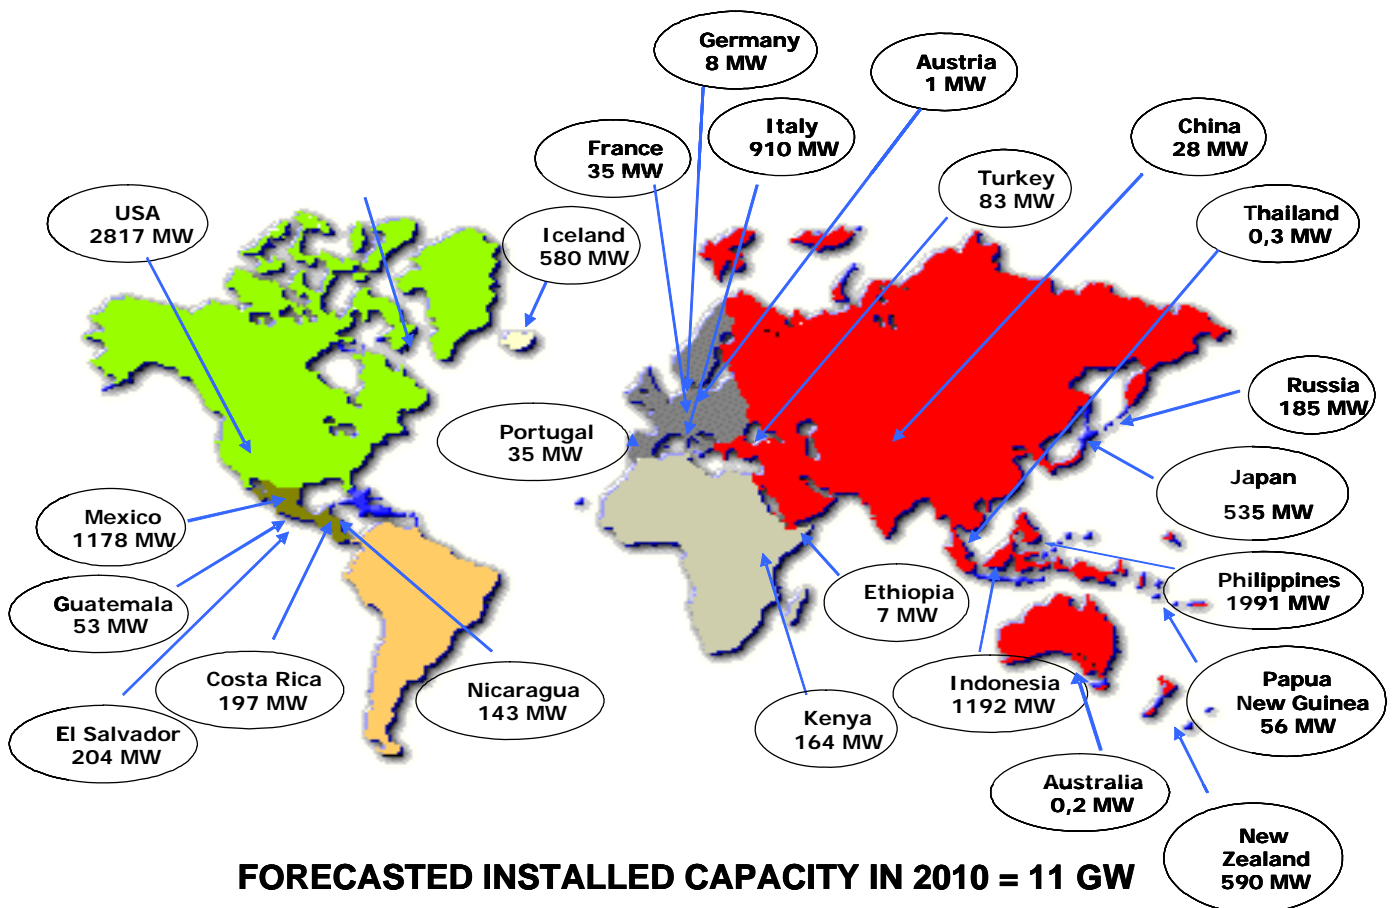 Germany
8 MW
Austria
1 MW
Italy
910 MW
China
28 MW
France
35 MW
Turkey
83 MW
USA
2817 MW
Thailand
0,3 MW
Iceland
580 MW
Russia
185 MW
Portugal
35 MW
Japan
535 MW
Mexico
1178 MW
Philippines
1991 MW
Ethiopia
7 MW
Guatemala
53 MW
Costa Rica
197 MW
Nicaragua
143 MW
Indonesia
1192 MW
Papua
New Guinea
56 MW
Kenya
164 MW
El Salvador
204 MW
Australia
0,2 MW
New
Zealand
590 MW
FORECASTED INSTALLED CAPACITY IN 2010 = 11 GW